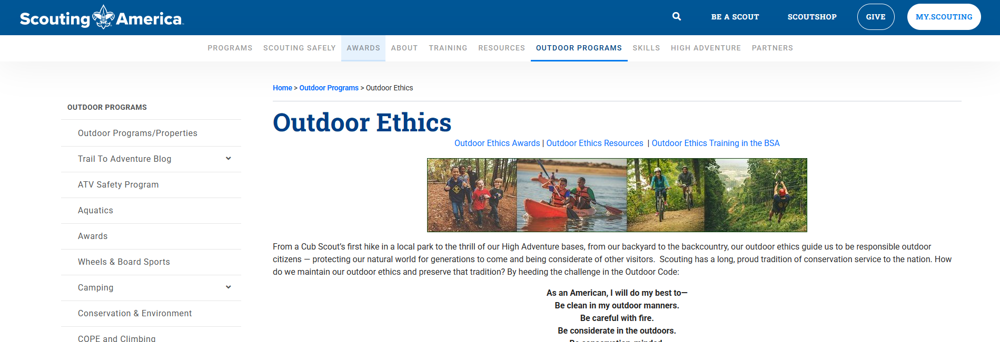 Scouting America
BE A SCOUT
SCOUTSHOP
GIVE
MY.SCOUTING
PROGRAMS
SCOUTING SAFELY
AWARDS
ABOUT
TRAINING
RESOURCES
OUTDOOR PROGRAMS
SKILLS
HIGH ADVENTURE
PARTNERS
OUTDOOR PROGRAMS
Outdoor Programs/Properties
Trail To Adventure Blog
ATV Safety Program
Aquatics
Awards
Wheels & Board Sports
Camping
Conservation & Environment
COPE and Climbing
Home > Outdoor Programs > Outdoor Ethics
Outdoor Ethics
Outdoor Ethics Awards | Outdoor Ethics Resources | Outdoor Ethics Training in the BSA
From a Cub Scout’s first hike in a local park to the thrill of our High Adventure bases, from our backyard to the backcountry, our outdoor ethics guide us to be responsible outdoor
citizens — protecting our natural world for generations to come and being considerate of other visitors. Scouting has a long, proud tradition of conservation service to the nation. How
do we maintain our outdoor ethics and preserve that tradition? By heeding the challenge in the Outdoor Code:
As an American, I will do my best to—
Be clean in my outdoor manners.
Be careful with fire.
Be considerate in the outdoors.
Be conservation-minded.